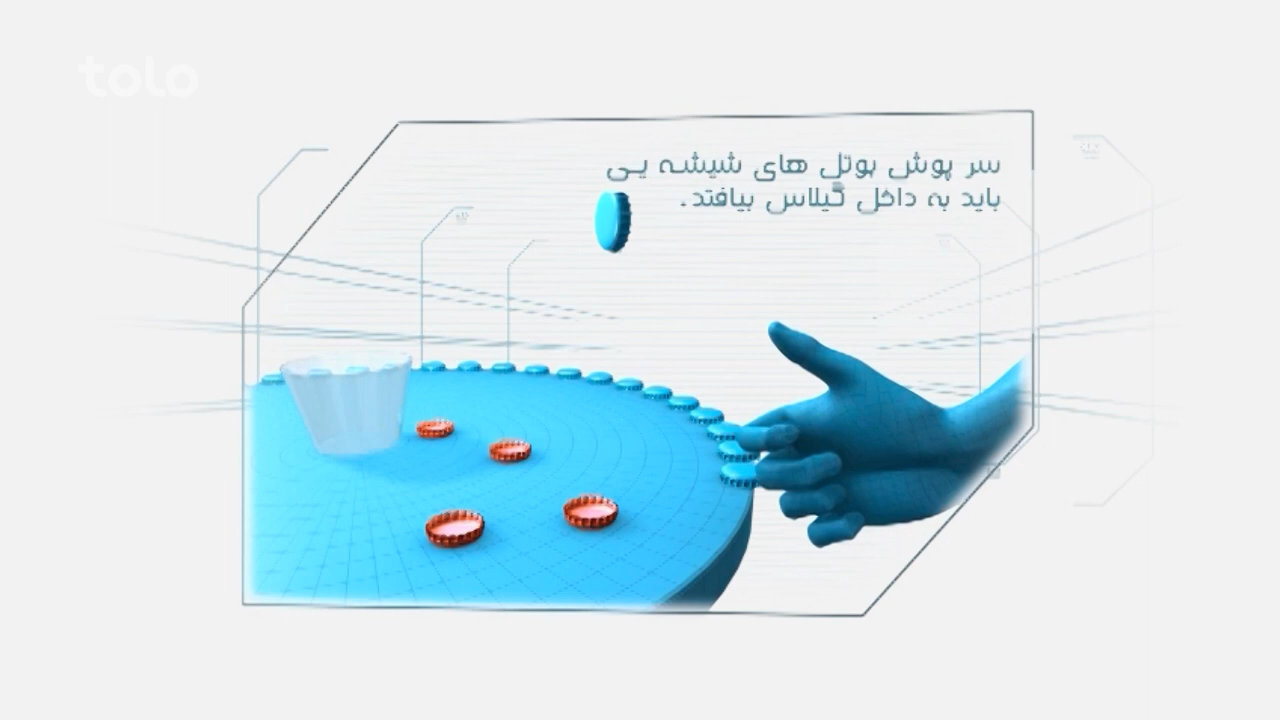 tolo
سر پوش بوتل های شیشه یی
باید به داخل گیلاس بیافتد.